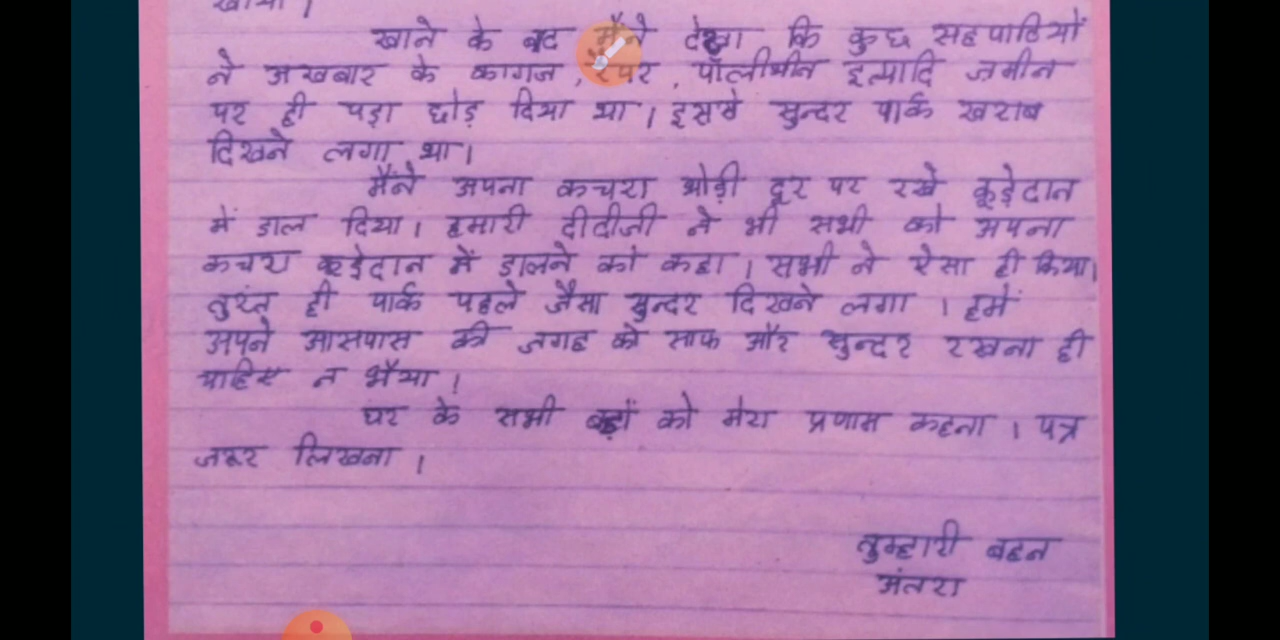 खाया।
खाने के बाद मैंने देखा कि कुछ सहपाठियों
ने अखबार के कागज, रैपर, पॉलीथीन इत्यादि जमीन
पर ही पड़ा छोड़ दिया था। इससे सुन्दर पार्क खराब
दिखने लगा था।
मैंने अपना कचरा थोड़ी दूर पर रखे कूड़ेदान
में डाल दिया। हमारी दीदीजी ने भी सभी को अपना
कचरा कूड़ेदान में डालने को कहा। सभी ने ऐसा ही किया।
तुरंत ही पार्क पहले जैसा सुन्दर दिखने लगा। हमें
अपने आसपास की जगह को साफ और सुन्दर रखना ही
चाहिए न भैया!
घर के सभी बड़ों को मेरा प्रणाम कहना। पत्र
जरूर लिखना।
तुम्हारी बहन
अंतरा